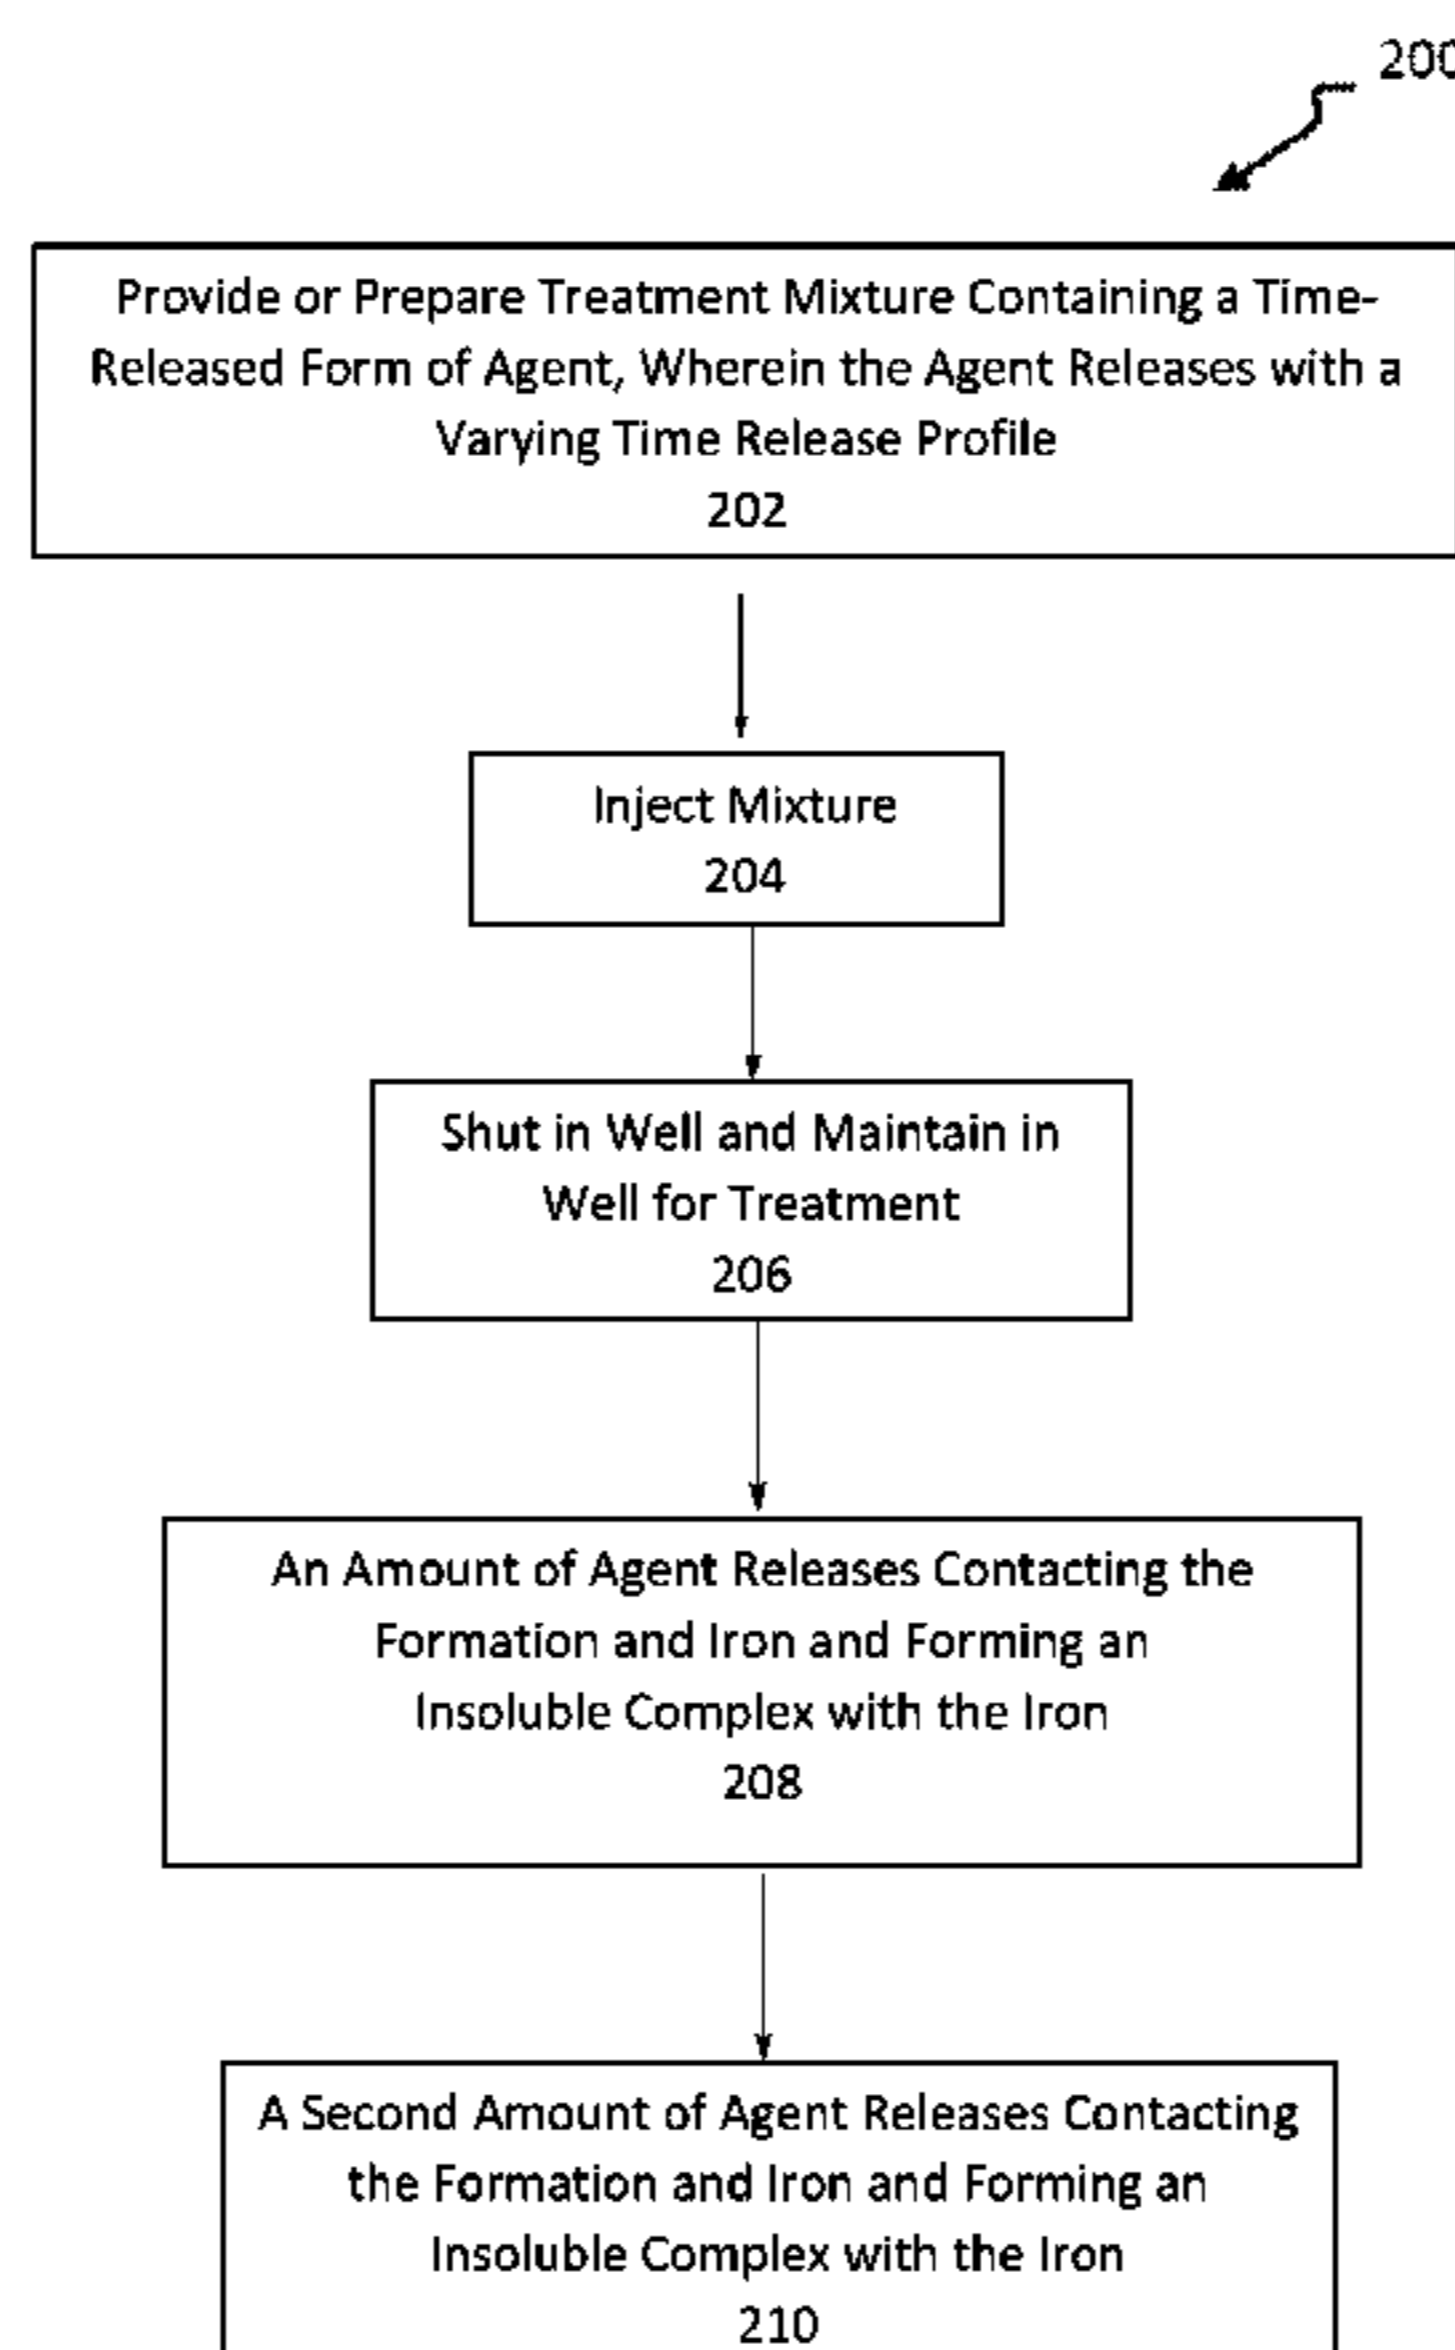 200
Provide or Prepare Treatment Mixture Containing a Time-
Released Form of Agent, Wherein the Agent Releases with a
Varying Time Release Profile
202
Inject Mixture
204
Shut in Well and Maintain in
Well for Treatment
206
An Amount of Agent Releases Contacting the
Formation and Iron and Forming an
Insoluble Complex with the Iron
208
A Second Amount of Agent Releases Contacting
the Formation and Iron and Forming an
Insoluble Complex with the Iron
210